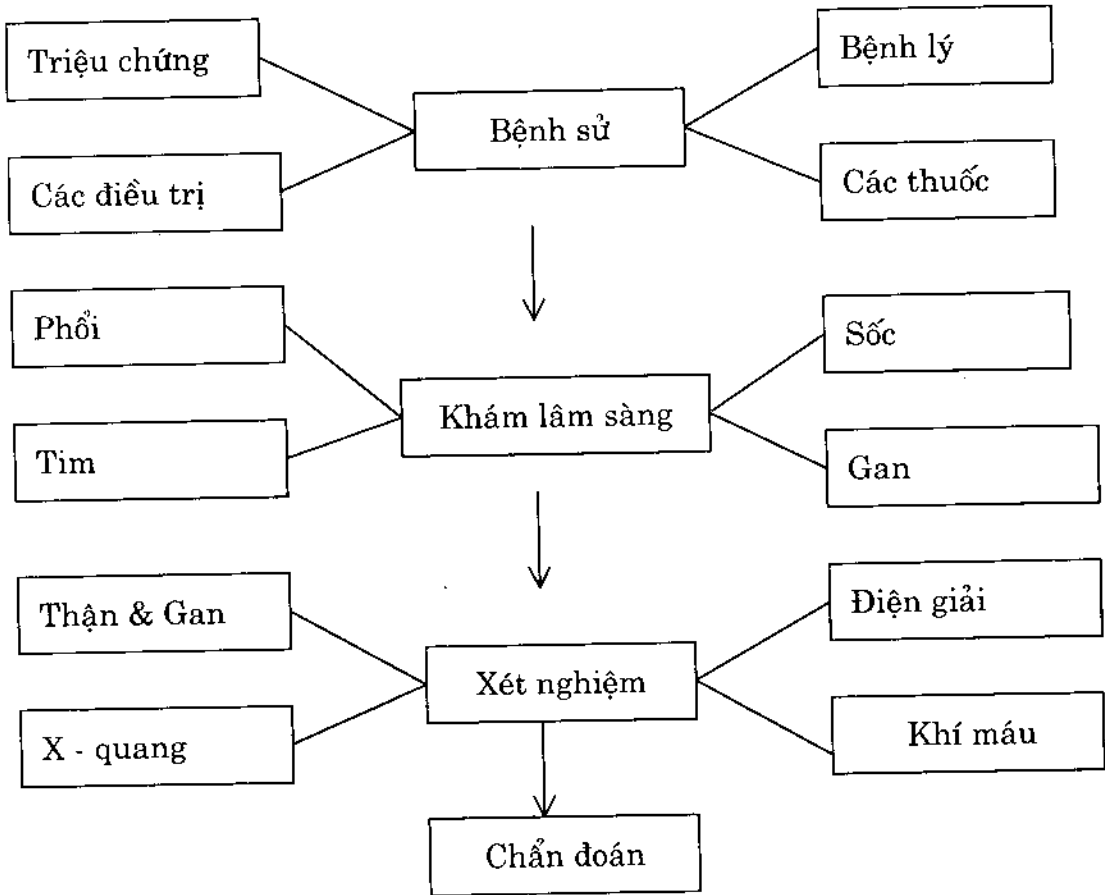 Triệu chứng
Bệnh lý
Bệnh sử
Các điều trị
Các thuốc
Phổi
Sốc
Khám lâm sàng
Tim
Gan
Thận & Gan
Điện giải
Xét nghiệm
X - quang
Khí máu
Chẩn đoán